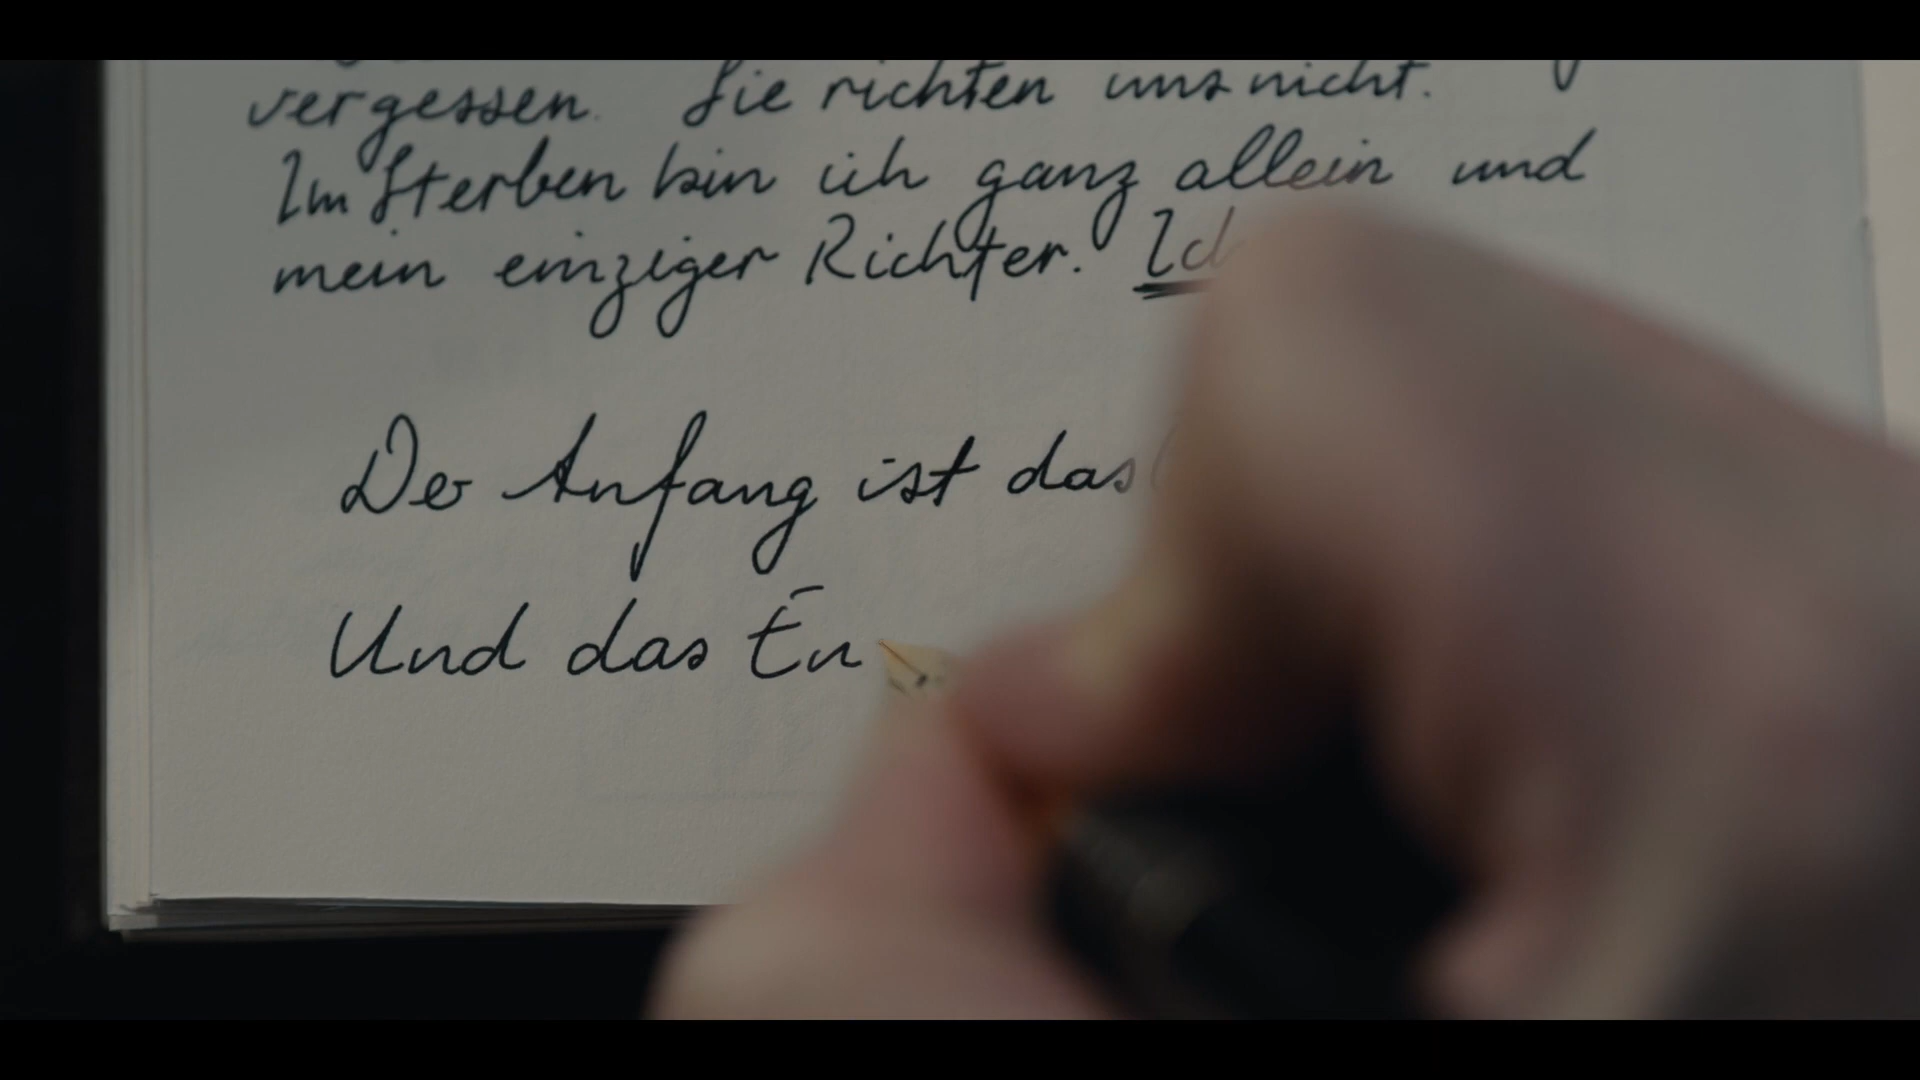 vergessen. Sie richten uns nicht.
Im Sterben bin ich ganz allein und
mein einziger Richter.
Der Anfang ist das
Und das En